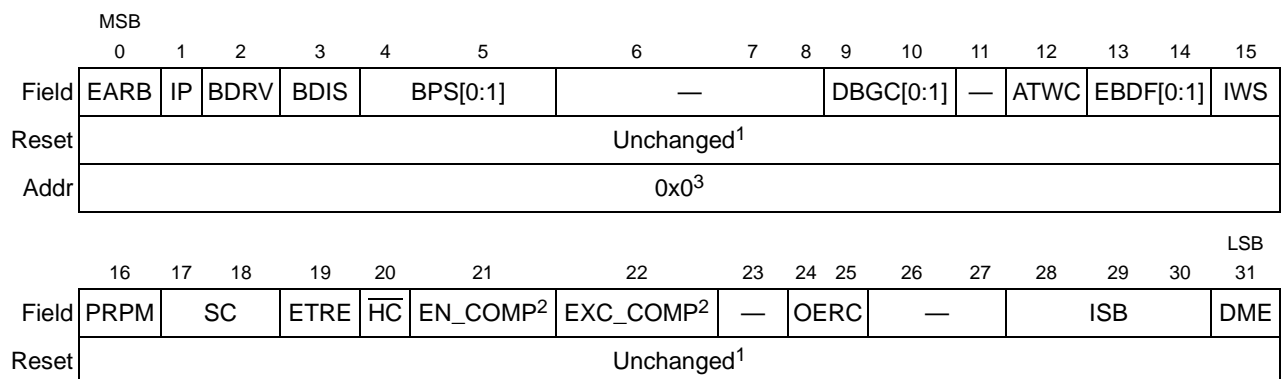 MSB
0 1 2 3 4 5 6 7 8 9 10 11 12 13 14 15
Field EARB IP BDRV BDIS BPS[0:1] — DBGC[0:1] — ATWC EBDF[0:1] IWS
Reset Unchanged1
Addr 0x03
LSB
16 17 18 19 20 21 22 23 24 25 26 27 28 29 30 31
Field PRPM SC ETRE HC EN_COMP2 EXC_COMP2 — OERC — ISB DME
Reset Unchanged1